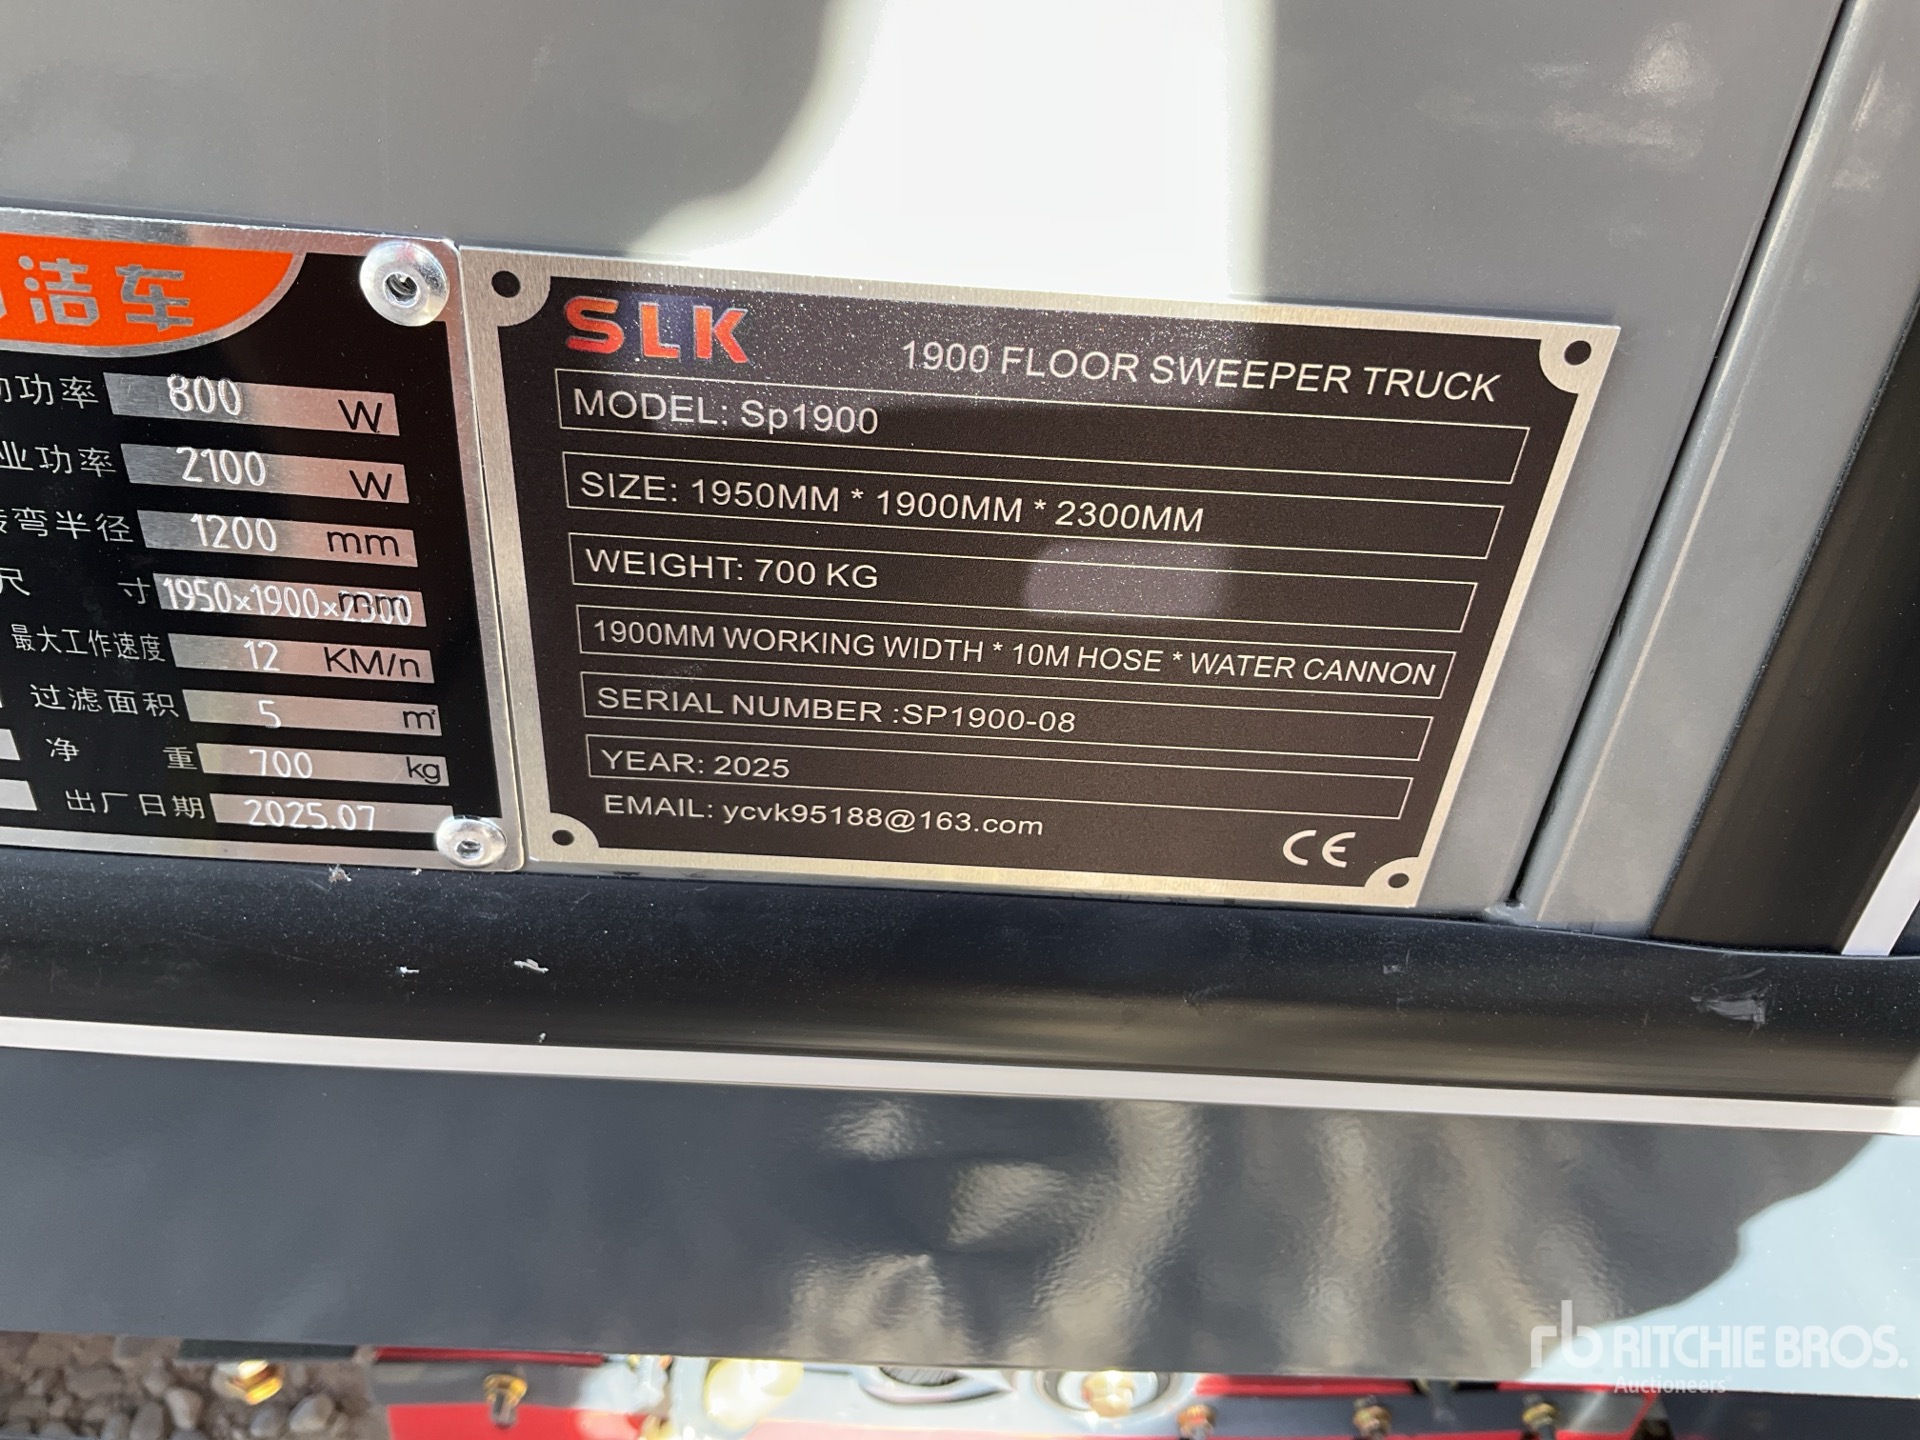 洁车
功率 800 W
业功率 2100 W
弯半径 1200 mm
尺 寸 1950×1900×2300 mm
最大工作速度 12 KM/h
过滤面积 5 m²
净 重 700 kg
出厂日期 2025.07
SLK
1900 FLOOR SWEEPER TRUCK
MODEL: Sp1900
SIZE: 1950MM * 1900MM * 2300MM
WEIGHT: 700 KG
1900MM WORKING WIDTH * 10M HOSE * WATER CANNON
SERIAL NUMBER :SP1900-08
YEAR: 2025
EMAIL: ycvk95188@163.com
CE
rb RITCHIE BROS.
Auctioneers